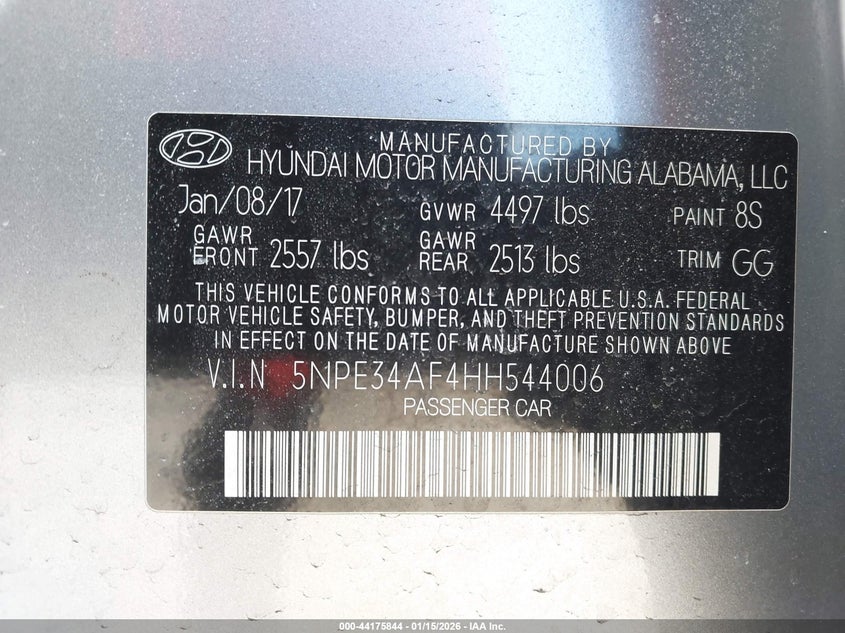 MANUFACTURED BY
HYUNDAI MOTOR MANUFACTURING ALABAMA, LLC
Jan/08/17 GVWR 4497 lbs PAINT 8S
GAWR FRONT 2557 lbs GAWR REAR 2513 lbs TRIM GG
THIS VEHICLE CONFORMS TO ALL APPLICABLE U.S.A. FEDERAL
MOTOR VEHICLE SAFETY, BUMPER, AND THEFT PREVENTION STANDARDS
IN EFFECT ON THE DATE OF MANUFACTURE SHOWN ABOVE
V.I.N 5NPE34AF4HH544006
PASSENGER CAR
000-44175844 - 01/15/2026 - IAA Inc.